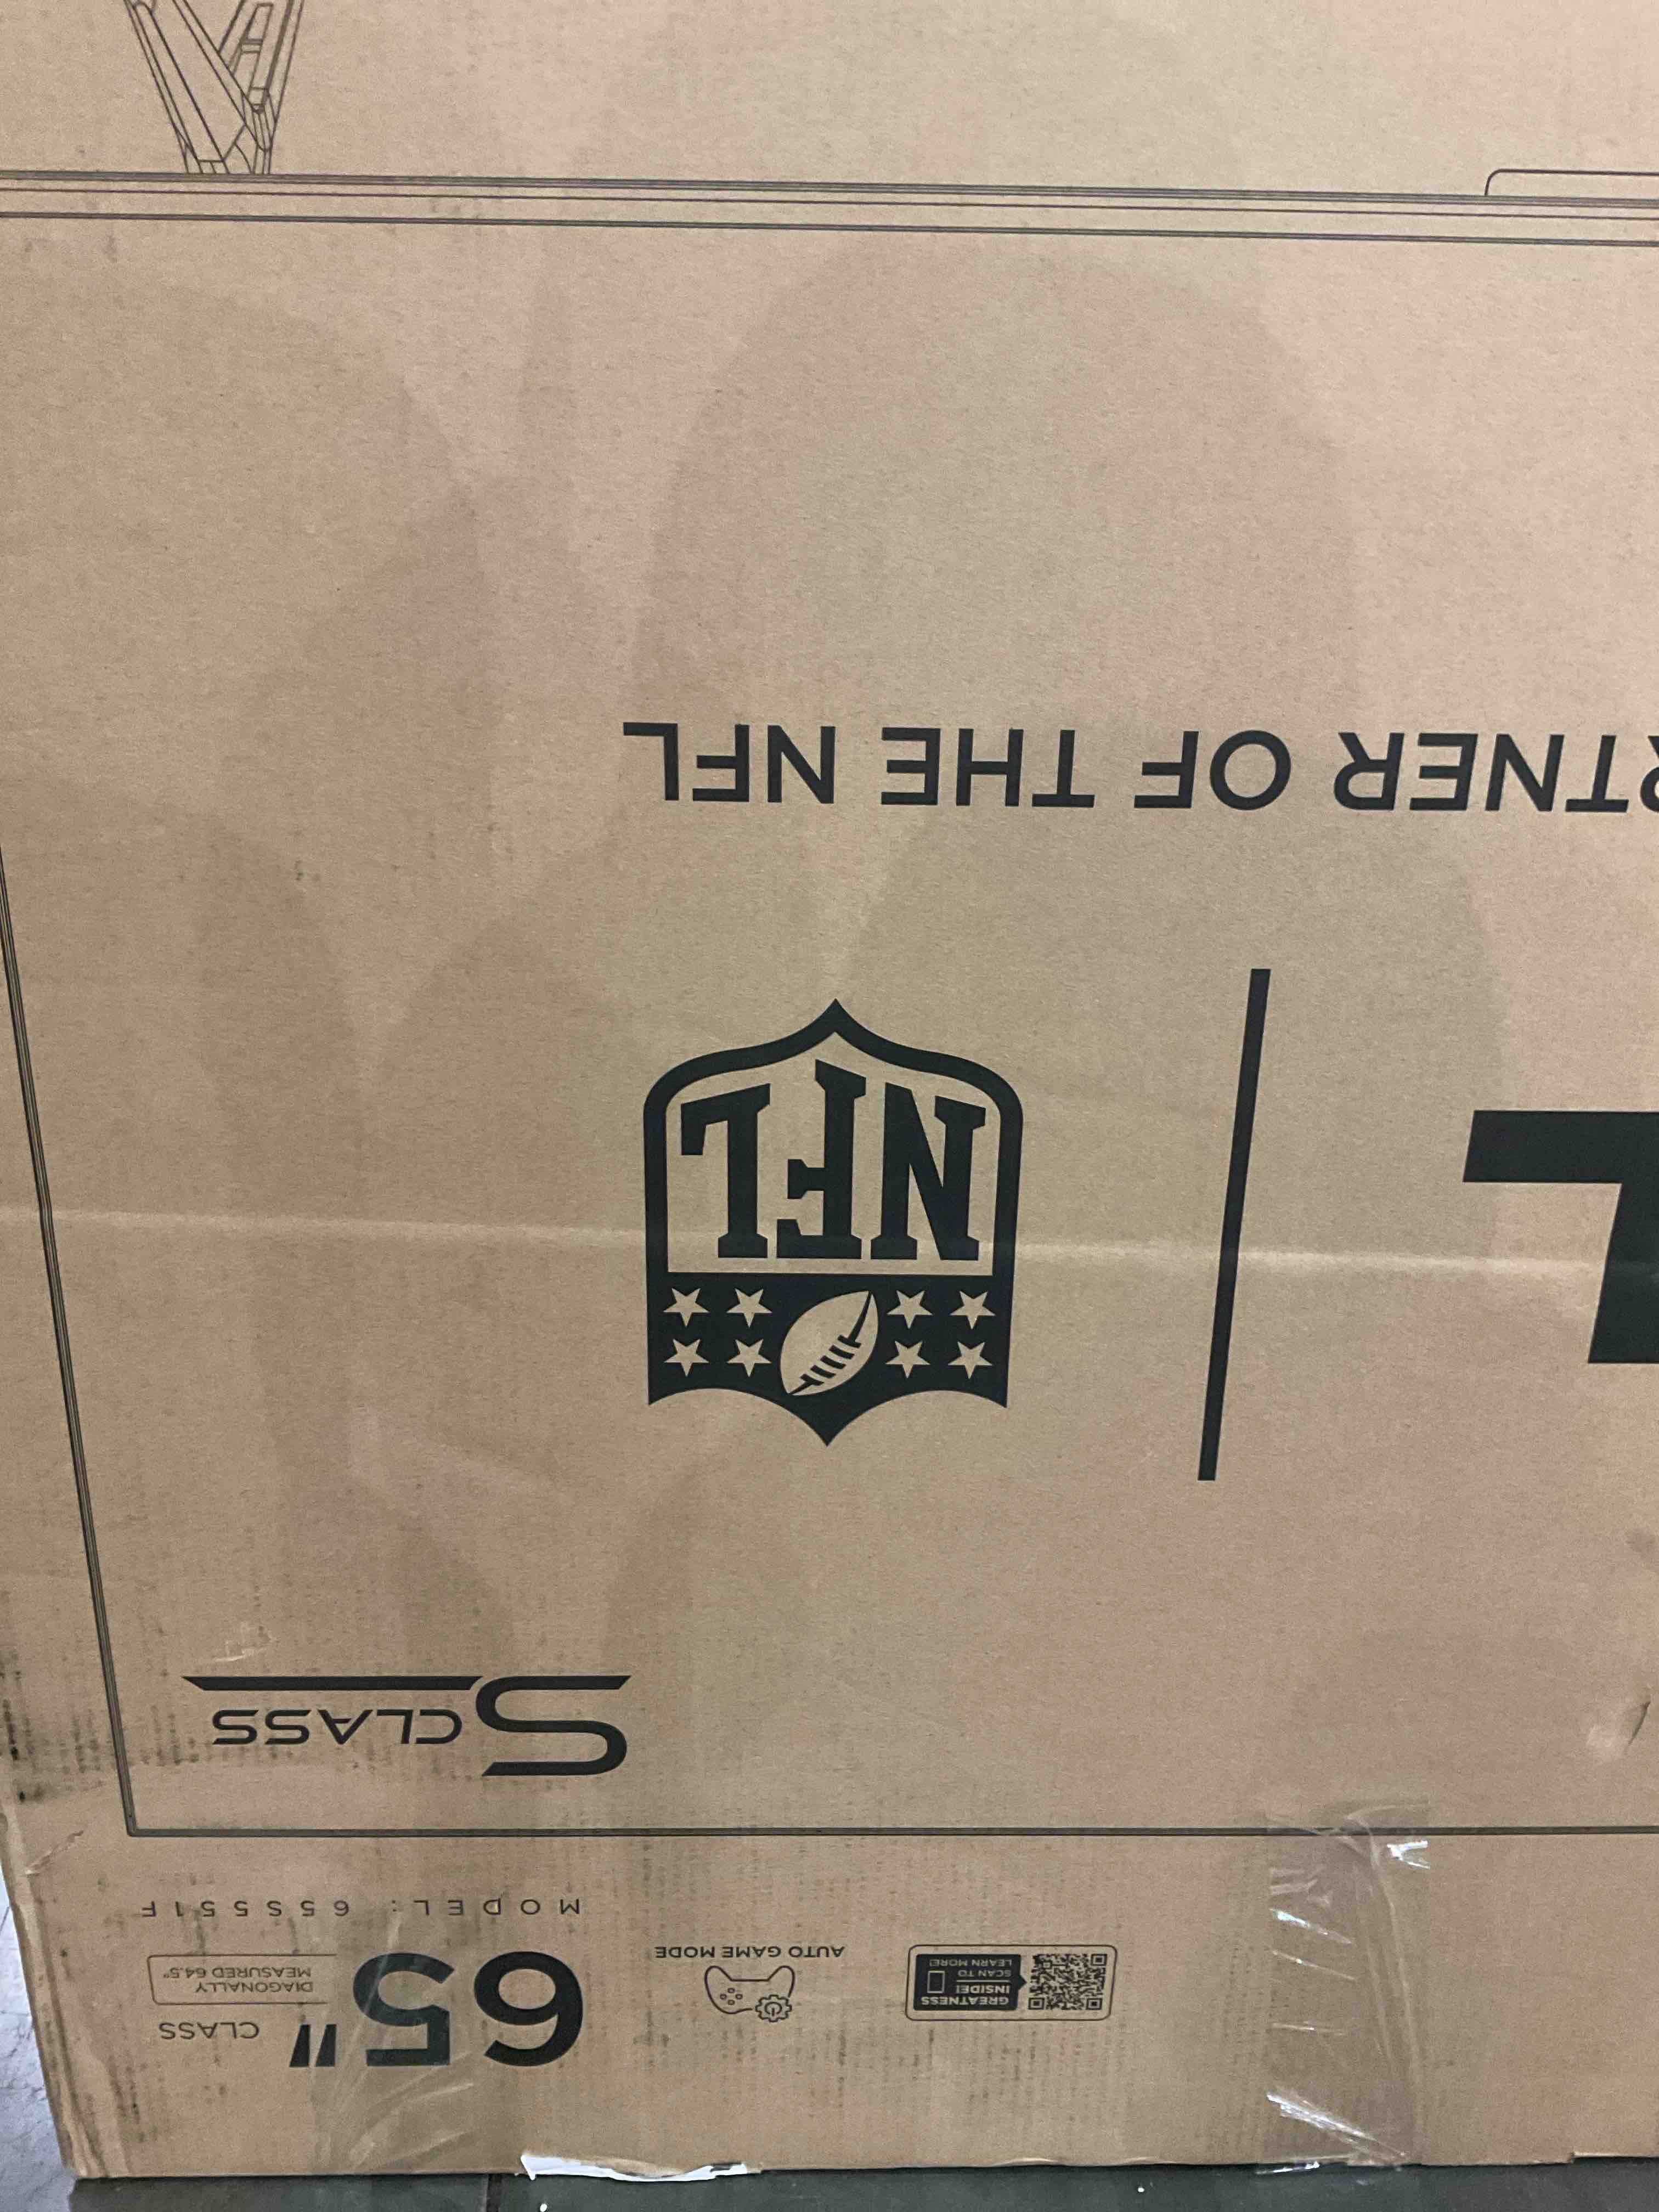 GREATNESS
INSIDE!
SCAN TO
LEARN MORE!
AUTO GAME MODE
65" CLASS
DIAGONALLY
MEASURED 64.5"
MODEL: 65S551F
S CLASS
L
NFL
RTNER OF THE NFL